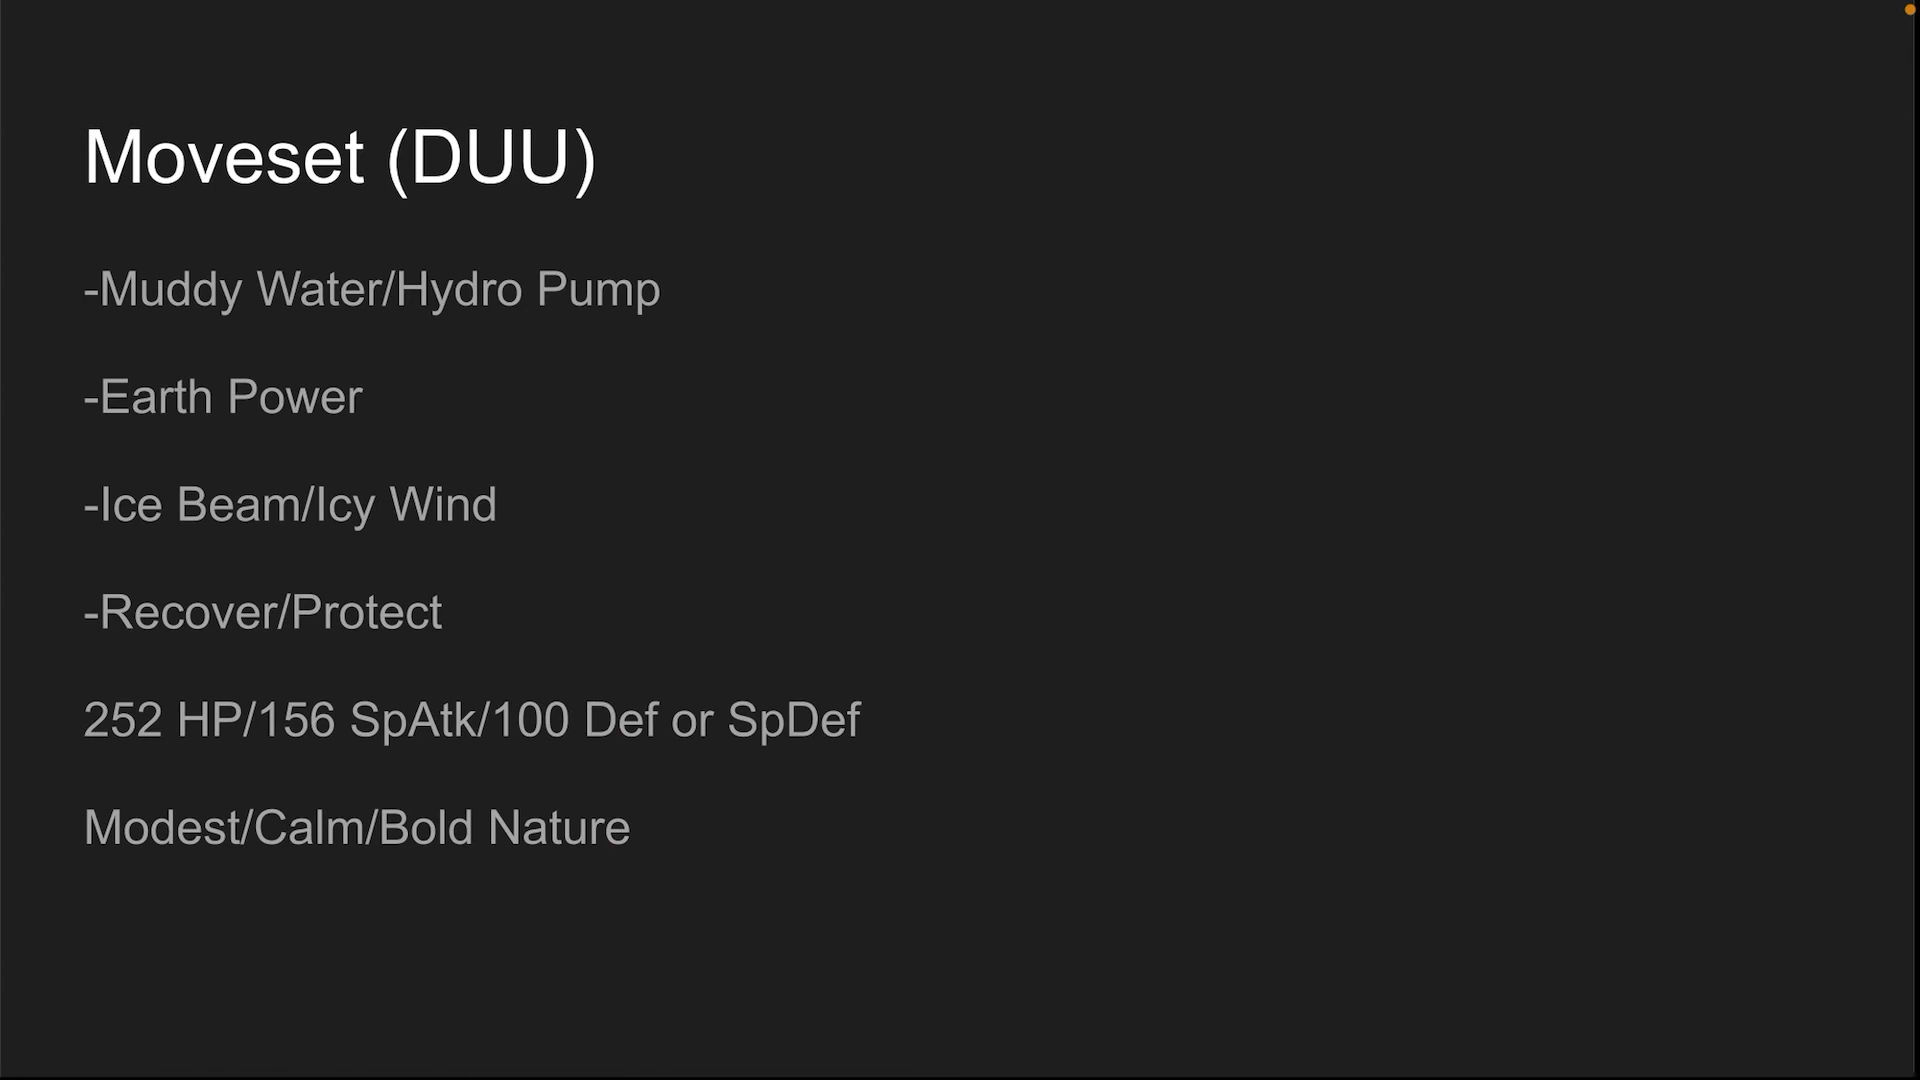 Moveset (DUU)
-Muddy Water/Hydro Pump
-Earth Power
-Ice Beam/Icy Wind
-Recover/Protect
252 HP/156 SpAtk/100 Def or SpDef
Modest/Calm/Bold Nature